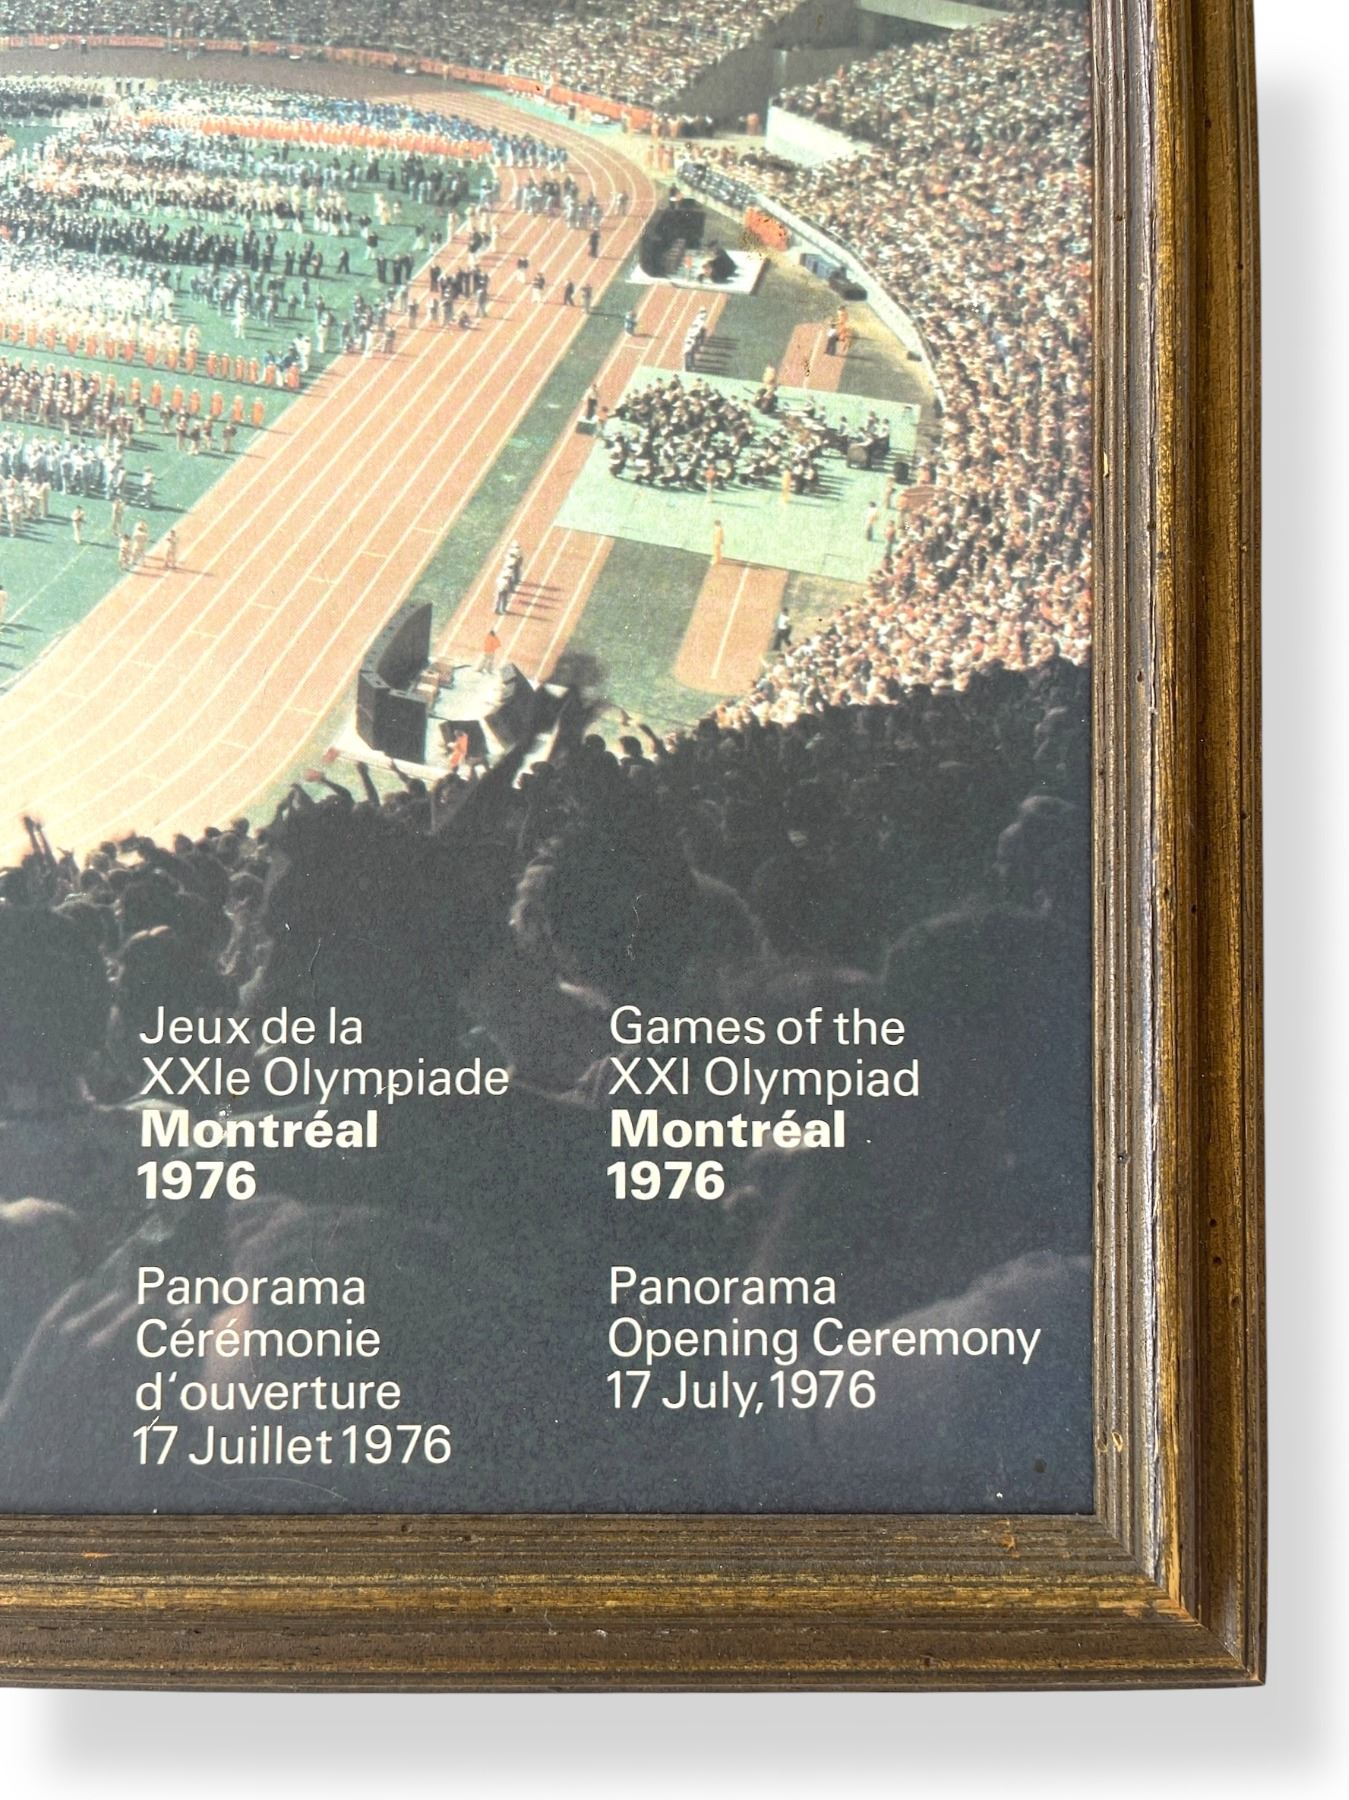 Jeux de la
XXIe Olympiade
Montréal
1976
Panorama
Cérémonie
d‘ouverture
17 Juillet 1976
Games of the
XXI Olympiad
Montréal
1976
Panorama
Opening Ceremony
17 July, 1976